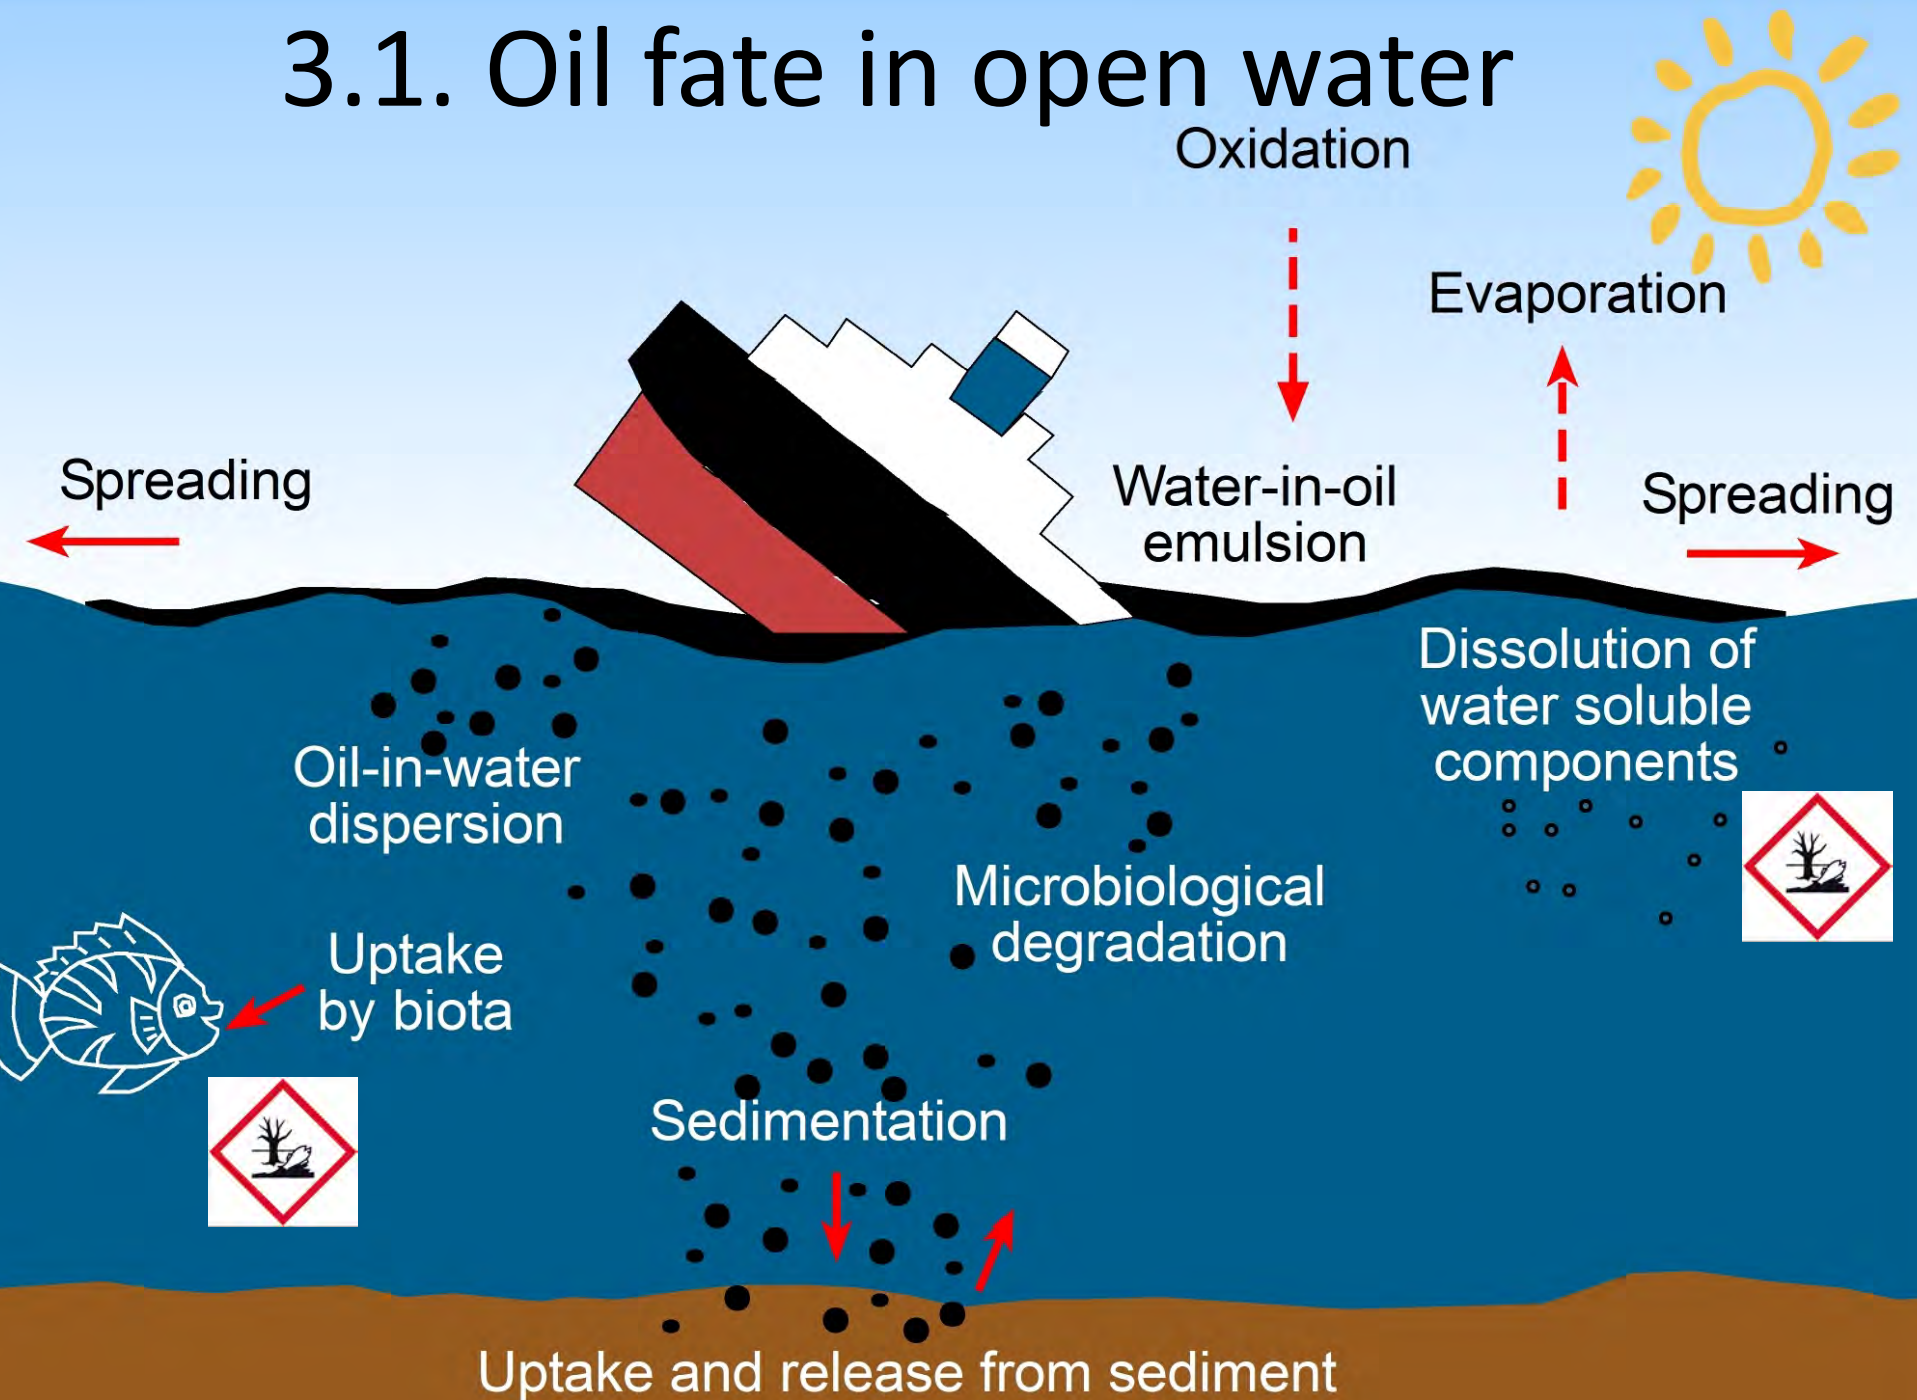 3.1. Oil fate in open water
Oxidation
Evaporation
Spreading
Water-in-oil
emulsion
Spreading
Dissolution of
water soluble
components
Oil-in-water
dispersion
Microbiological
degradation
Uptake
by biota
Sedimentation
Uptake and release from sediment